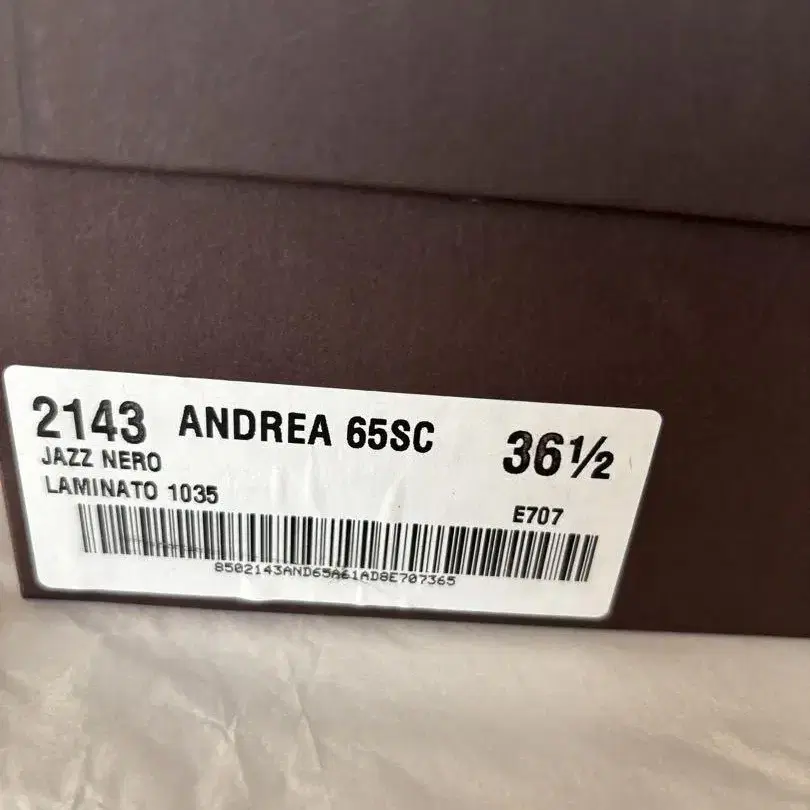 2143 ANDREA 65SC 36½
JAZZ NERO
LAMINATO 1035
E707
8502143AND65A61AD8E707365